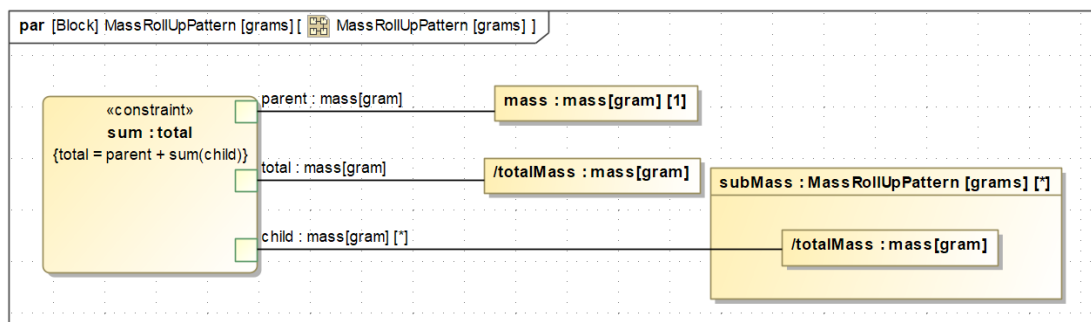 par [Block] MassRollUpPattern [grams] [ MassRollUpPattern [grams] ]
«constraint»
sum : total
{total = parent + sum(child)}
parent : mass[gram]
mass : mass[gram] [1]
total : mass[gram]
/totalMass : mass[gram]
subMass : MassRollUpPattern [grams] [*]
child : mass[gram] [*]
/totalMass : mass[gram]